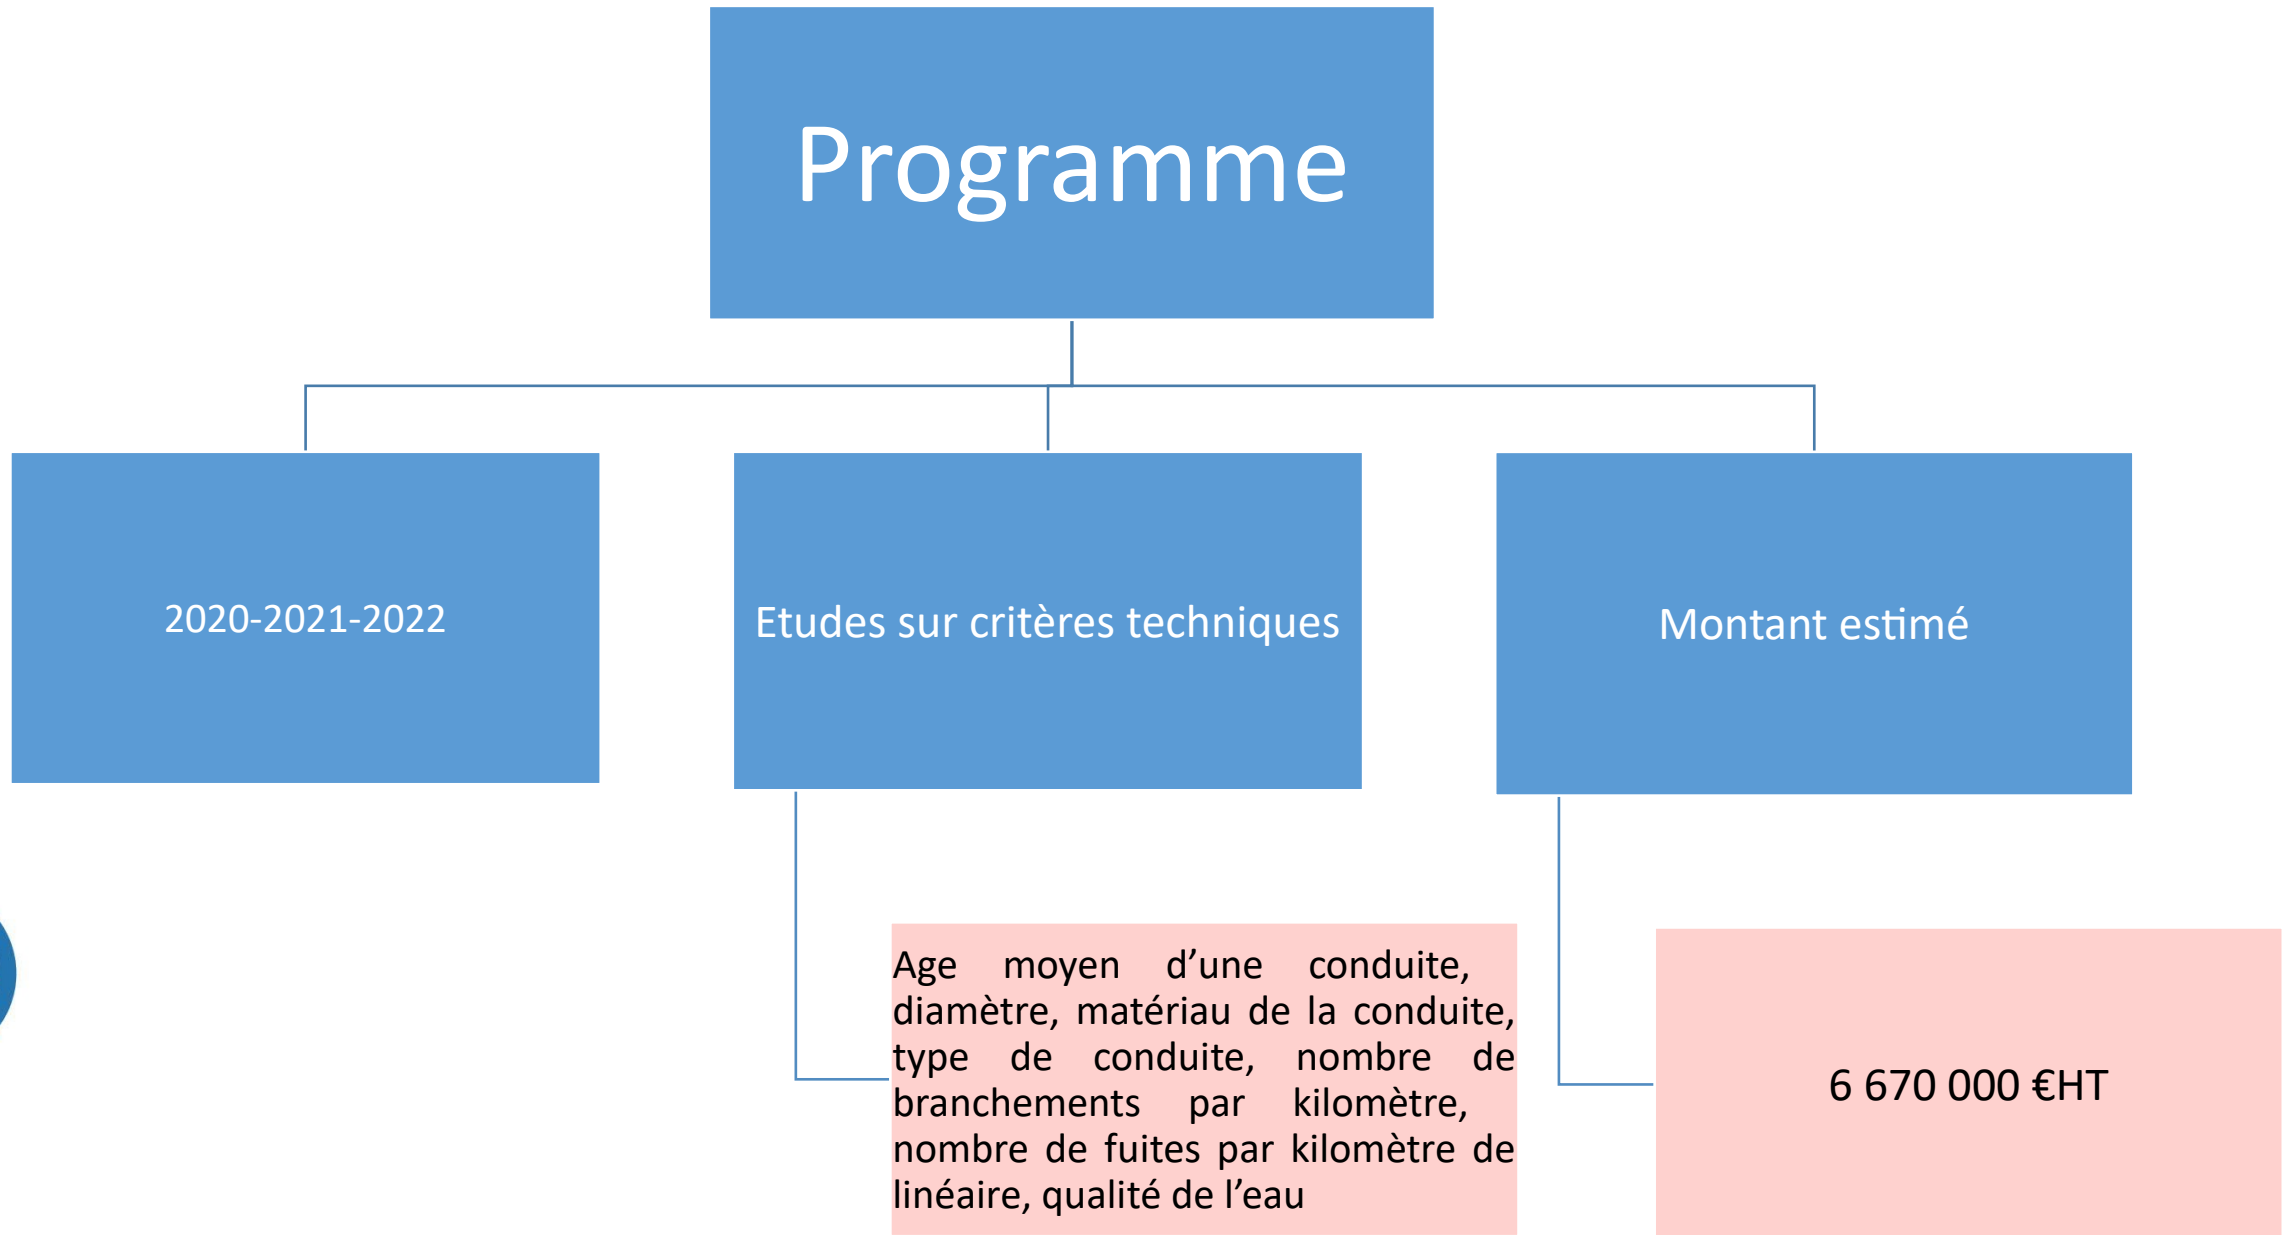 Programme
2020-2021-2022
Etudes sur critères techniques
Montant estimé
Age moyen d’une conduite,
diamètre, matériau de la conduite,
type de conduite, nombre de
branchements par kilomètre,
nombre de fuites par kilomètre de
linéaire, qualité de l’eau
6 670 000 €HT